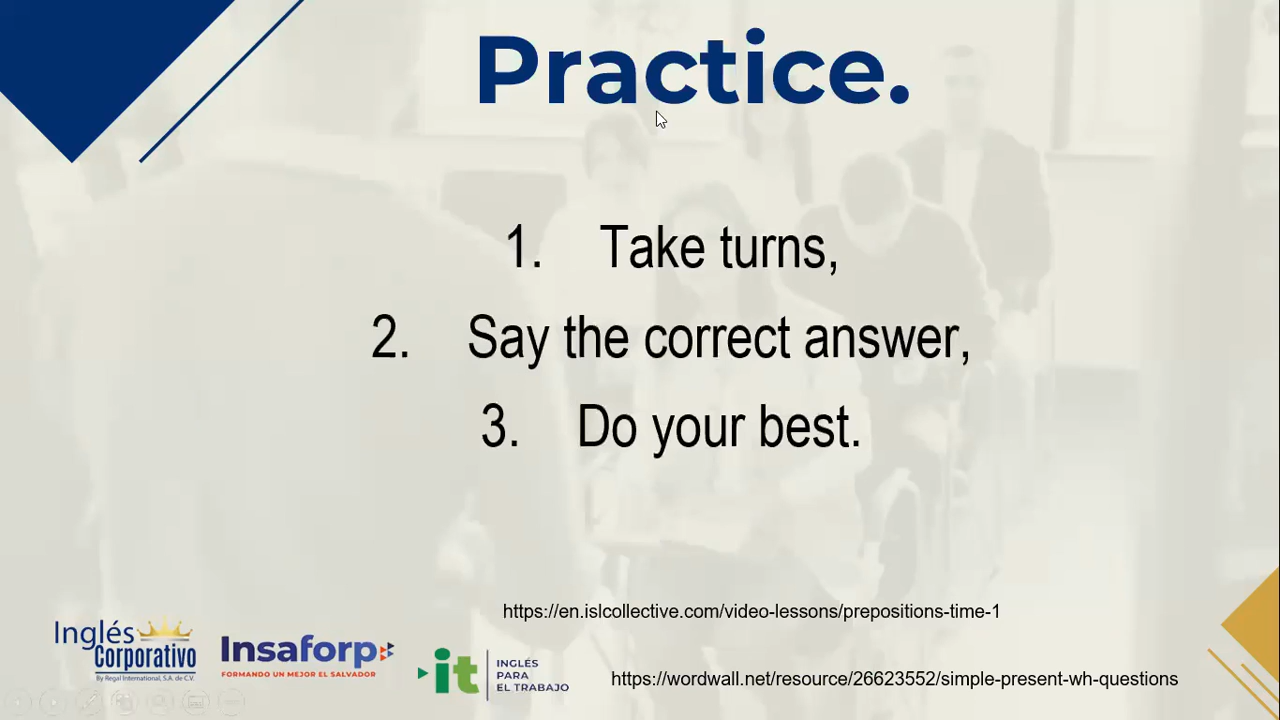 Practice.
1. Take turns,
2. Say the correct answer,
3. Do your best.
https://en.islcollective.com/video-lessons/prepositions-time-1
https://wordwall.net/resource/26623552/simple-present-wh-questions
Inglés
Corporativo
By Regal International, S.A. de C.V.
Insaforp
FORMANDO UN MEJOR EL SALVADOR
it
INGLÉS
PARA
EL TRABAJO